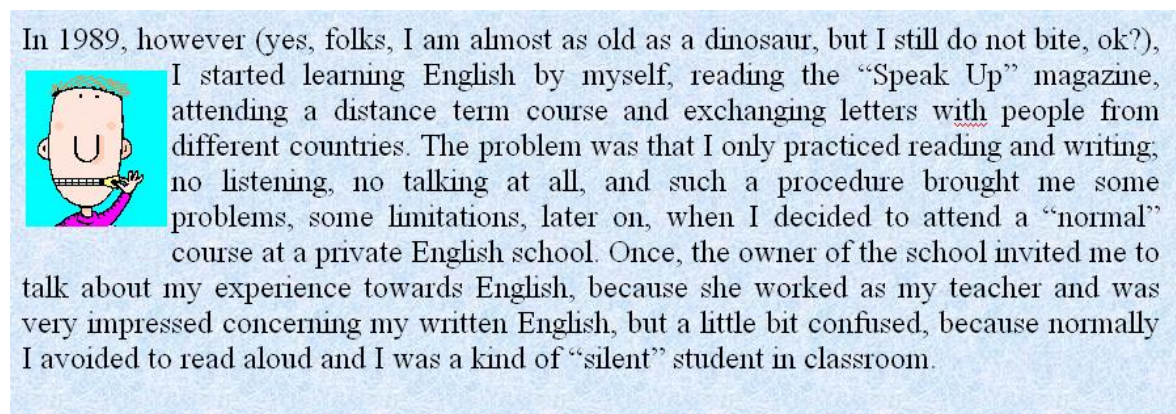 In 1989, however (yes, folks, I am almost as old as a dinosaur, but I still do not bite, ok?),
I started learning English by myself, reading the “Speak Up” magazine,
attending a distance term course and exchanging letters with people from
different countries. The problem was that I only practiced reading and writing;
no listening, no talking at all, and such a procedure brought me some
problems, some limitations, later on, when I decided to attend a “normal”
course at a private English school. Once, the owner of the school invited me to
talk about my experience towards English, because she worked as my teacher and was
very impressed concerning my written English, but a little bit confused, because normally
I avoided to read aloud and I was a kind of “silent” student in classroom.